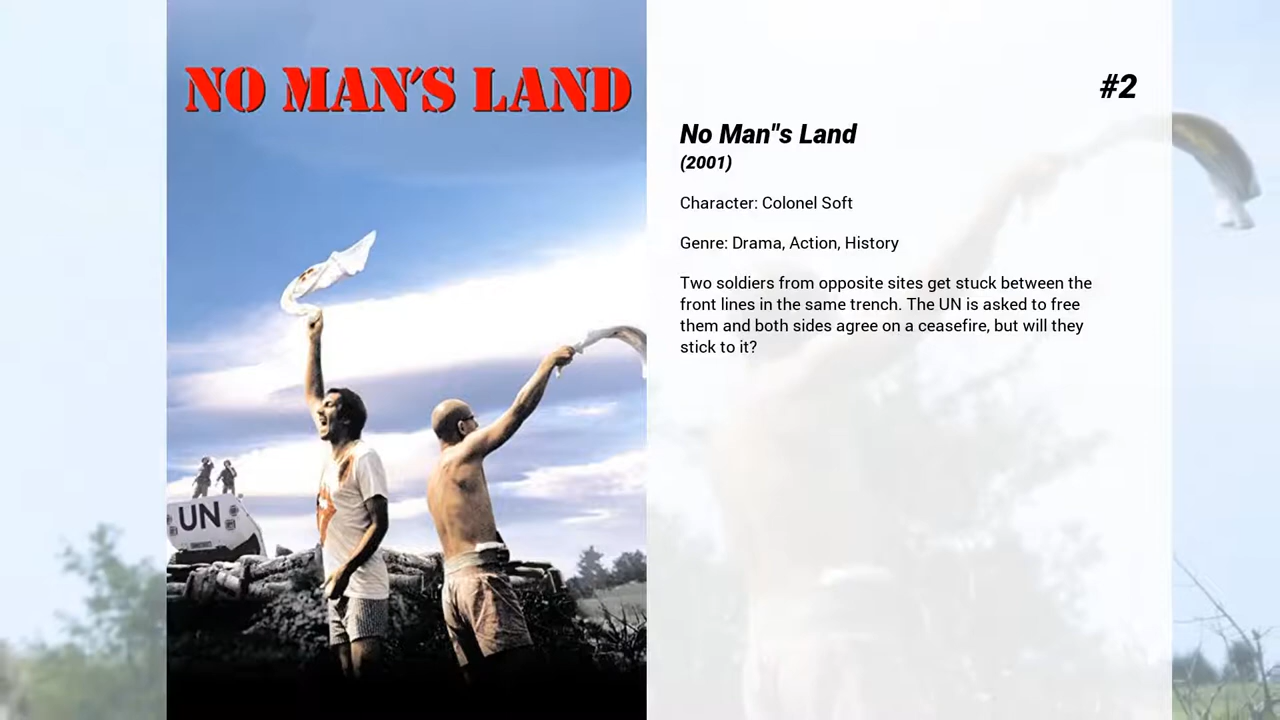 NO MAN'S LAND
UN
#2
No Man"s Land
(2001)
Character: Colonel Soft
Genre: Drama, Action, History
Two soldiers from opposite sites get stuck between the
front lines in the same trench. The UN is asked to free
them and both sides agree on a ceasefire, but will they
stick to it?